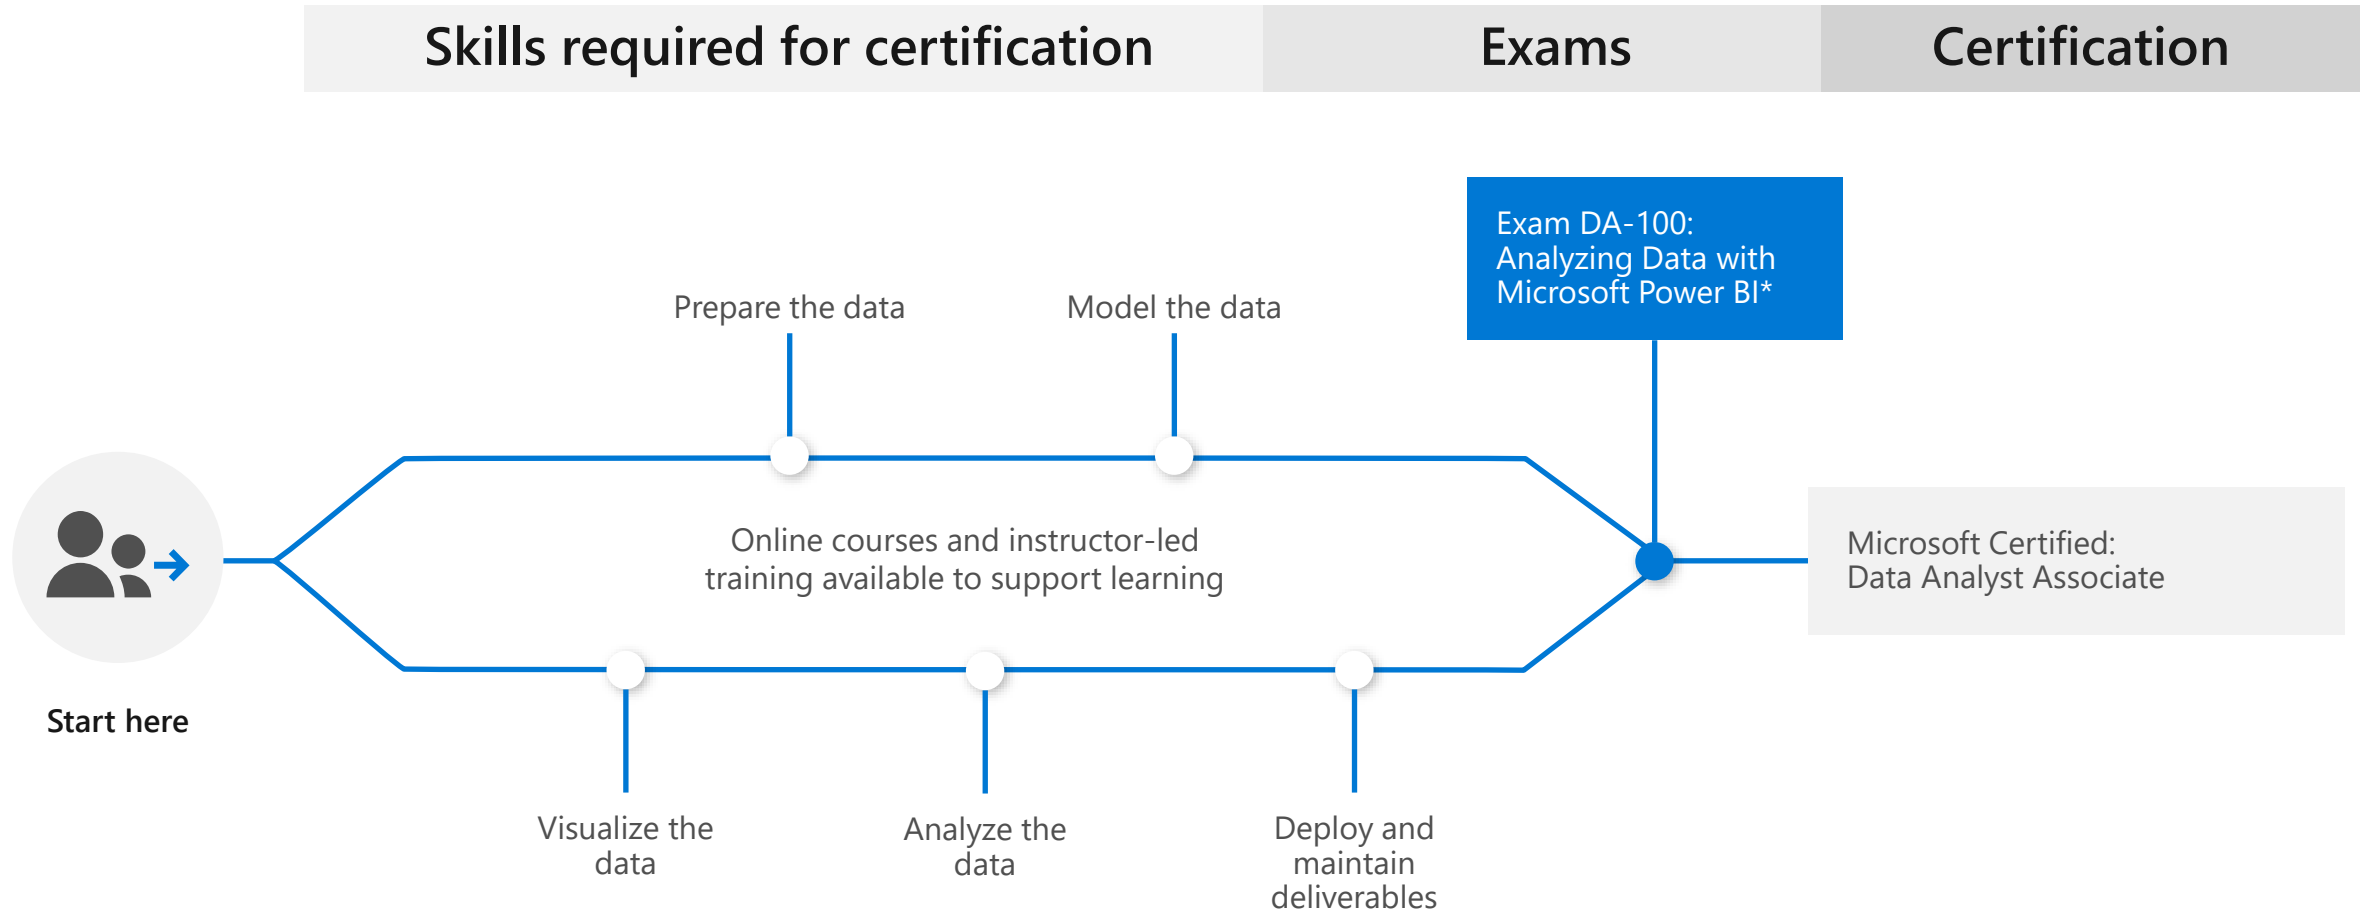 Skills required for certification
Exams
Certification
Exam DA-100:
Analyzing Data with
Microsoft Power BI*
Prepare the data
Model the data
Online courses and instructor-led
training available to support learning
Microsoft Certified:
Data Analyst Associate
Start here
Visualize the
data
Analyze the
data
Deploy and
maintain
deliverables